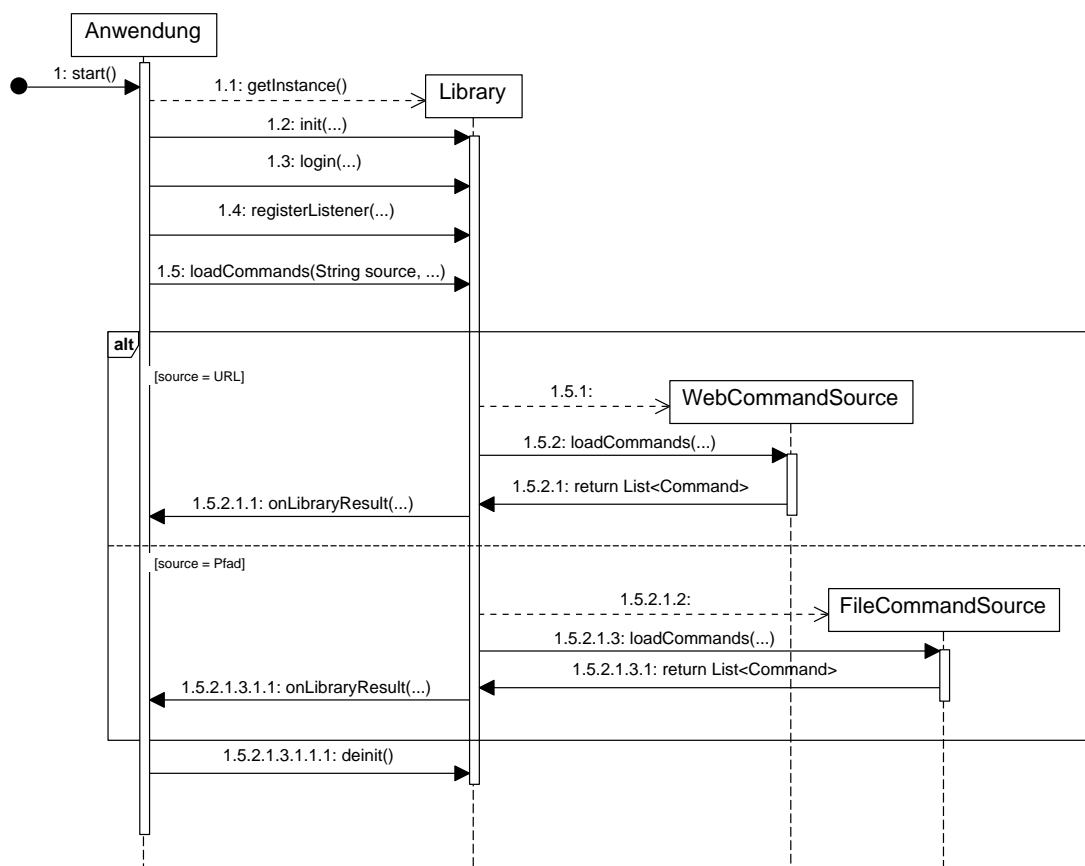 Anwendung
1: start()
1.1: getInstance()
Library
1.2: init(...)
1.3: login(...)
1.4: registerListener(...)
1.5: loadCommands(String source, ...)
alt
[source = URL]
1.5.1:
WebCommandSource
1.5.2: loadCommands(...)
1.5.2.1: return List<Command>
1.5.2.1.1: onLibraryResult(...)
[source = Pfad]
1.5.2.1.2:
FileCommandSource
1.5.2.1.3: loadCommands(...)
1.5.2.1.3.1: return List<Command>
1.5.2.1.3.1.1: onLibraryResult(...)
1.5.2.1.3.1.1.1: deinit()